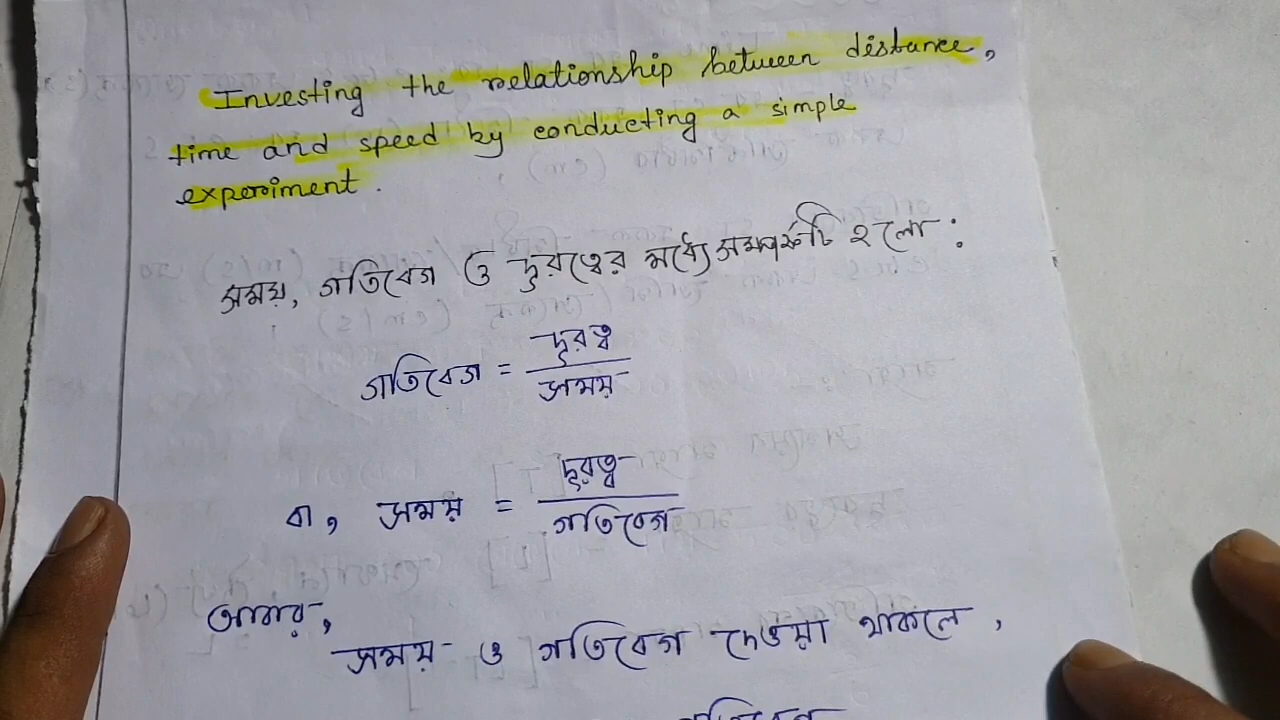 Investing the relationship between distance,
time and speed by conducting a simple
experiment.
সময়, গতিবেগ ও দুরত্বের মধ্যে সম্পর্কটি হলো:
গতিবেগ = দুরত্ব / সময়
বা, সময় = দুরত্ব / গতিবেগ
আবার,
সময় ও গতিবেগ দেওয়া থাকলে,